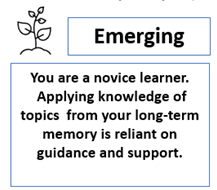 Emerging
You are a novice learner.
Applying knowledge of
topics from your long-term
memory is reliant on
guidance and support.